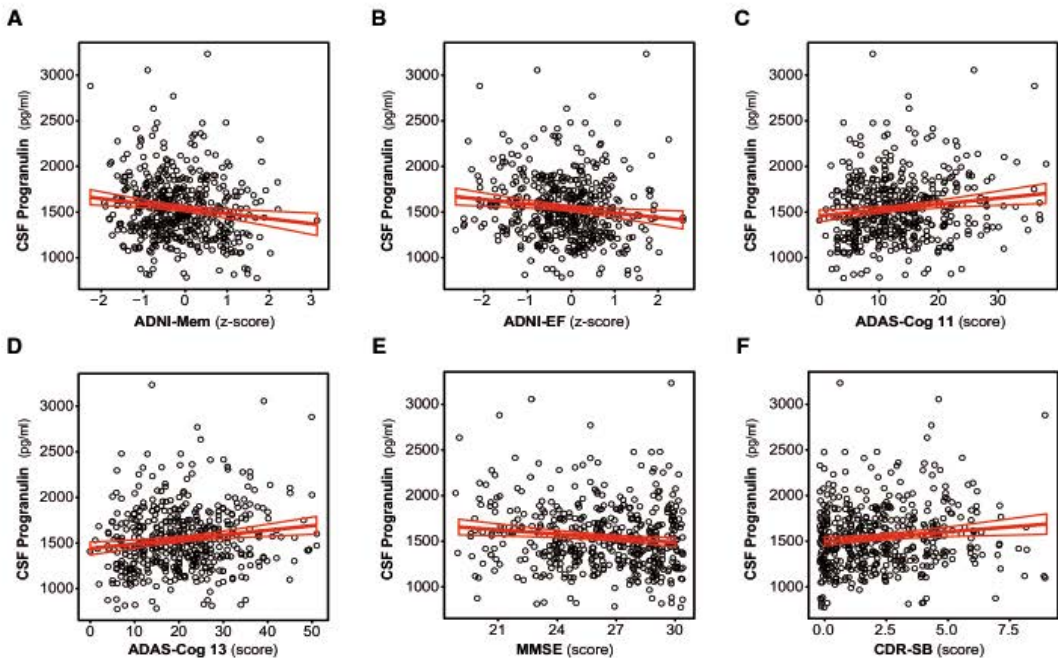 A
B
C
CSF Progranulin (pg/ml)
3000
2500
2000
1500
1000
−2 −1 0 1 2 3
ADNI-Mem (z-score)
CSF Progranulin (pg/ml)
3000
2500
2000
1500
1000
−2 −1 0 1 2
ADNI-EF (z-score)
CSF Progranulin (pg/ml)
3000
2500
2000
1500
1000
0 10 20 30
ADAS-Cog 11 (score)
D
E
F
CSF Progranulin (pg/ml)
3000
2500
2000
1500
1000
0 10 20 30 40 50
ADAS-Cog 13 (score)
CSF Progranulin (pg/ml)
3000
2500
2000
1500
1000
21 24 27 30
MMSE (score)
CSF Progranulin (pg/ml)
3000
2500
2000
1500
1000
0.0 2.5 5.0 7.5
CDR-SB (score)